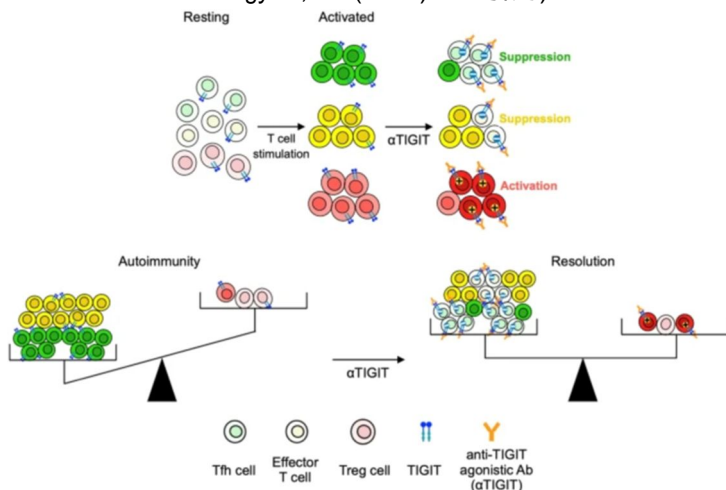 Resting
Activated
Suppression
Suppression
T cell
stimulation
αTIGIT
Activation
Autoimmunity
Resolution
αTIGIT
Tfh cell
Effector
T cell
Treg cell
TIGIT
anti-TIGIT
agonistic Ab
(αTIGIT)